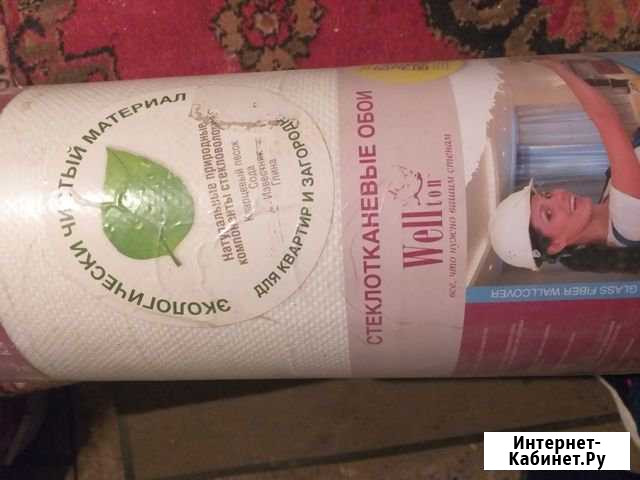 ЭКОЛОГИЧЕСКИ ЧИСТЫЙ МАТЕРИАЛ
Натуральные природные
компоненты стекловолокна:
Кварцевый песок
Сода
Известняк
Глина
ДЛЯ КВАРТИР И ЗАГОРОДН
СТЕКЛОТКАНЕВЫЕ ОБОИ
Wellton
все, что нужно вашим стенам
GLASS FIBER WALLCOVER
Интернет-
Кабинет.Ру